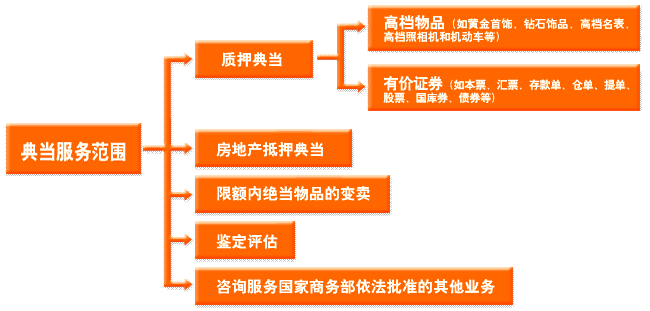 典当服务范围
质押典当
高档物品（如黄金首饰、钻石饰品、高档名表、
高档照相机和机动车等）
有价证券（如本票，汇票、存款单、仓单、提单、
股票、国库券、债券等）
房地产抵押典当
限额内绝当物品的变卖
鉴定评估
咨询服务国家商务部依法批准的其他业务